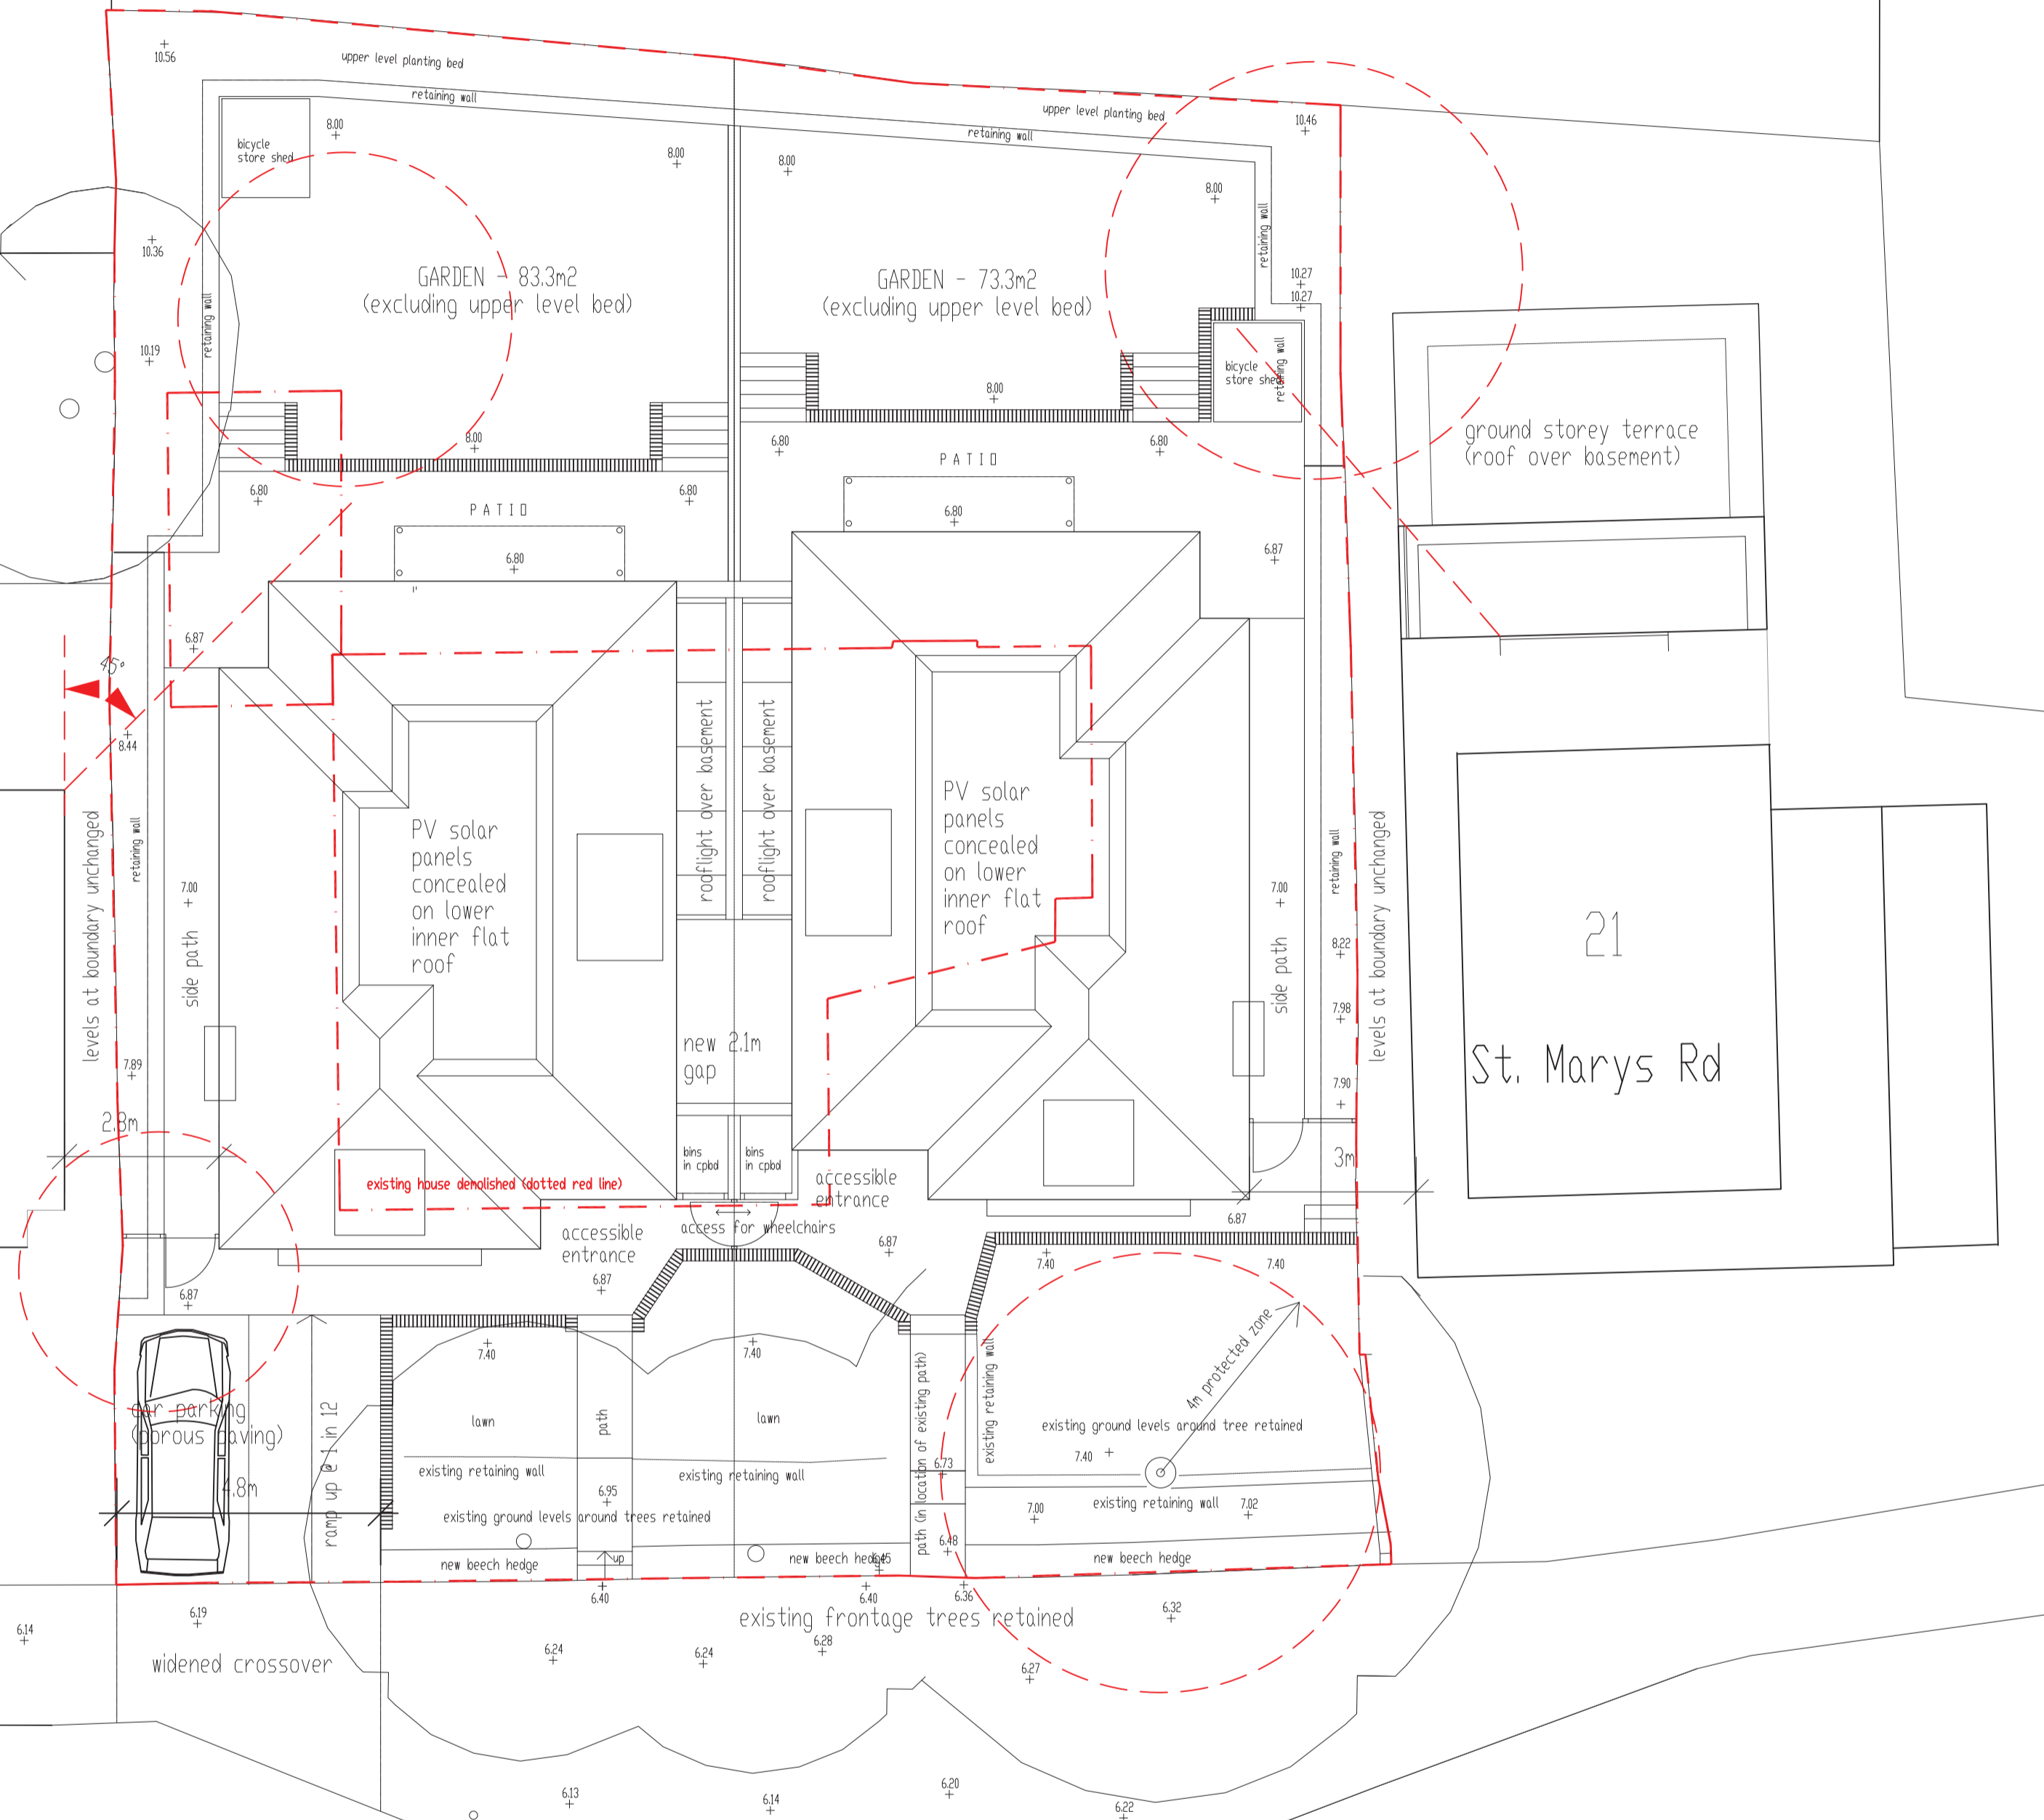 10.56
upper level planting bed
retaining wall
upper level planting bed
retaining wall
10.46
bicycle
store shed
8.00
8.00
8.00
8.00
retaining wall
10.36
10.27
10.27
GARDEN - 83.3m2
(excluding upper level bed)
GARDEN - 73.3m2
(excluding upper level bed)
retaining wall
10.19
bicycle
store shed
retaining wall
8.00
8.00
ground storey terrace
(roof over basement)
6.80
6.80
6.80
6.80
PATIO
PATIO
6.80
6.80
6.87
6.87
45°
8.44
rooflight over basement
rooflight over basement
levels at boundary unchanged
retaining wall
7.00
side path
PV solar
panels
concealed
on lower
inner flat
roof
PV solar
panels
concealed
on lower
inner flat
roof
7.00
side path
retaining wall
levels at boundary unchanged
8.22
7.98
7.90
21
St. Marys Rd
new 2.1m
gap
7.89
2.8m
3m
bins
in cpbd
bins
in cpbd
existing house demolished (dotted red line)
accessible
entrance
access for wheelchairs
accessible
entrance
6.87
6.87
6.87
6.87
7.40
7.40
7.40
7.40
4m protected zone
existing retaining wall
path (in location of existing path)
car parking
(porous paving)
4.8m
ramp up @ 1 in 12
lawn
path
lawn
existing ground levels around tree retained
7.40
existing retaining wall
existing retaining wall
6.73
6.95
7.00
existing retaining wall
7.02
existing ground levels around trees retained
6.48
new beech hedge
up
new beech hedge
6.45
new beech hedge
6.40
6.40
6.36
existing frontage trees retained
6.32
6.19
6.14
widened crossover
6.24
6.24
6.28
6.27
6.13
6.14
6.20
6.22